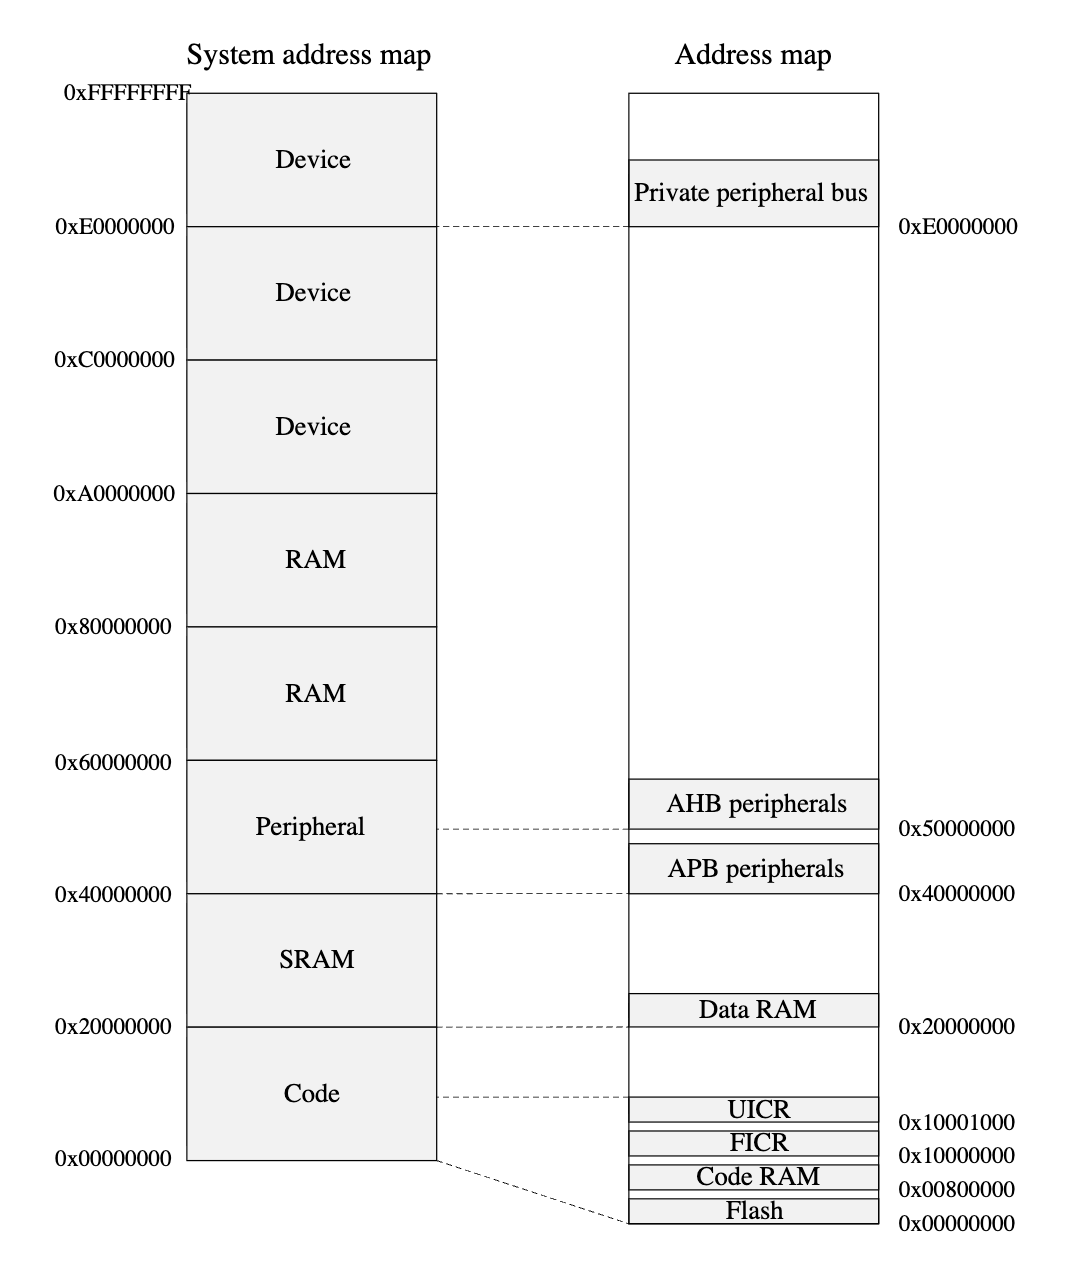 System address map
Address map
0xFFFFFFFF
Device
Private peripheral bus
0xE0000000
0xE0000000
Device
0xC0000000
Device
0xA0000000
RAM
0x80000000
RAM
0x60000000
AHB peripherals
Peripheral
0x50000000
APB peripherals
0x40000000
0x40000000
SRAM
Data RAM
0x20000000
0x20000000
Code
UICR
0x10001000
FICR
0x10000000
0x00000000
Code RAM
0x00800000
Flash
0x00000000